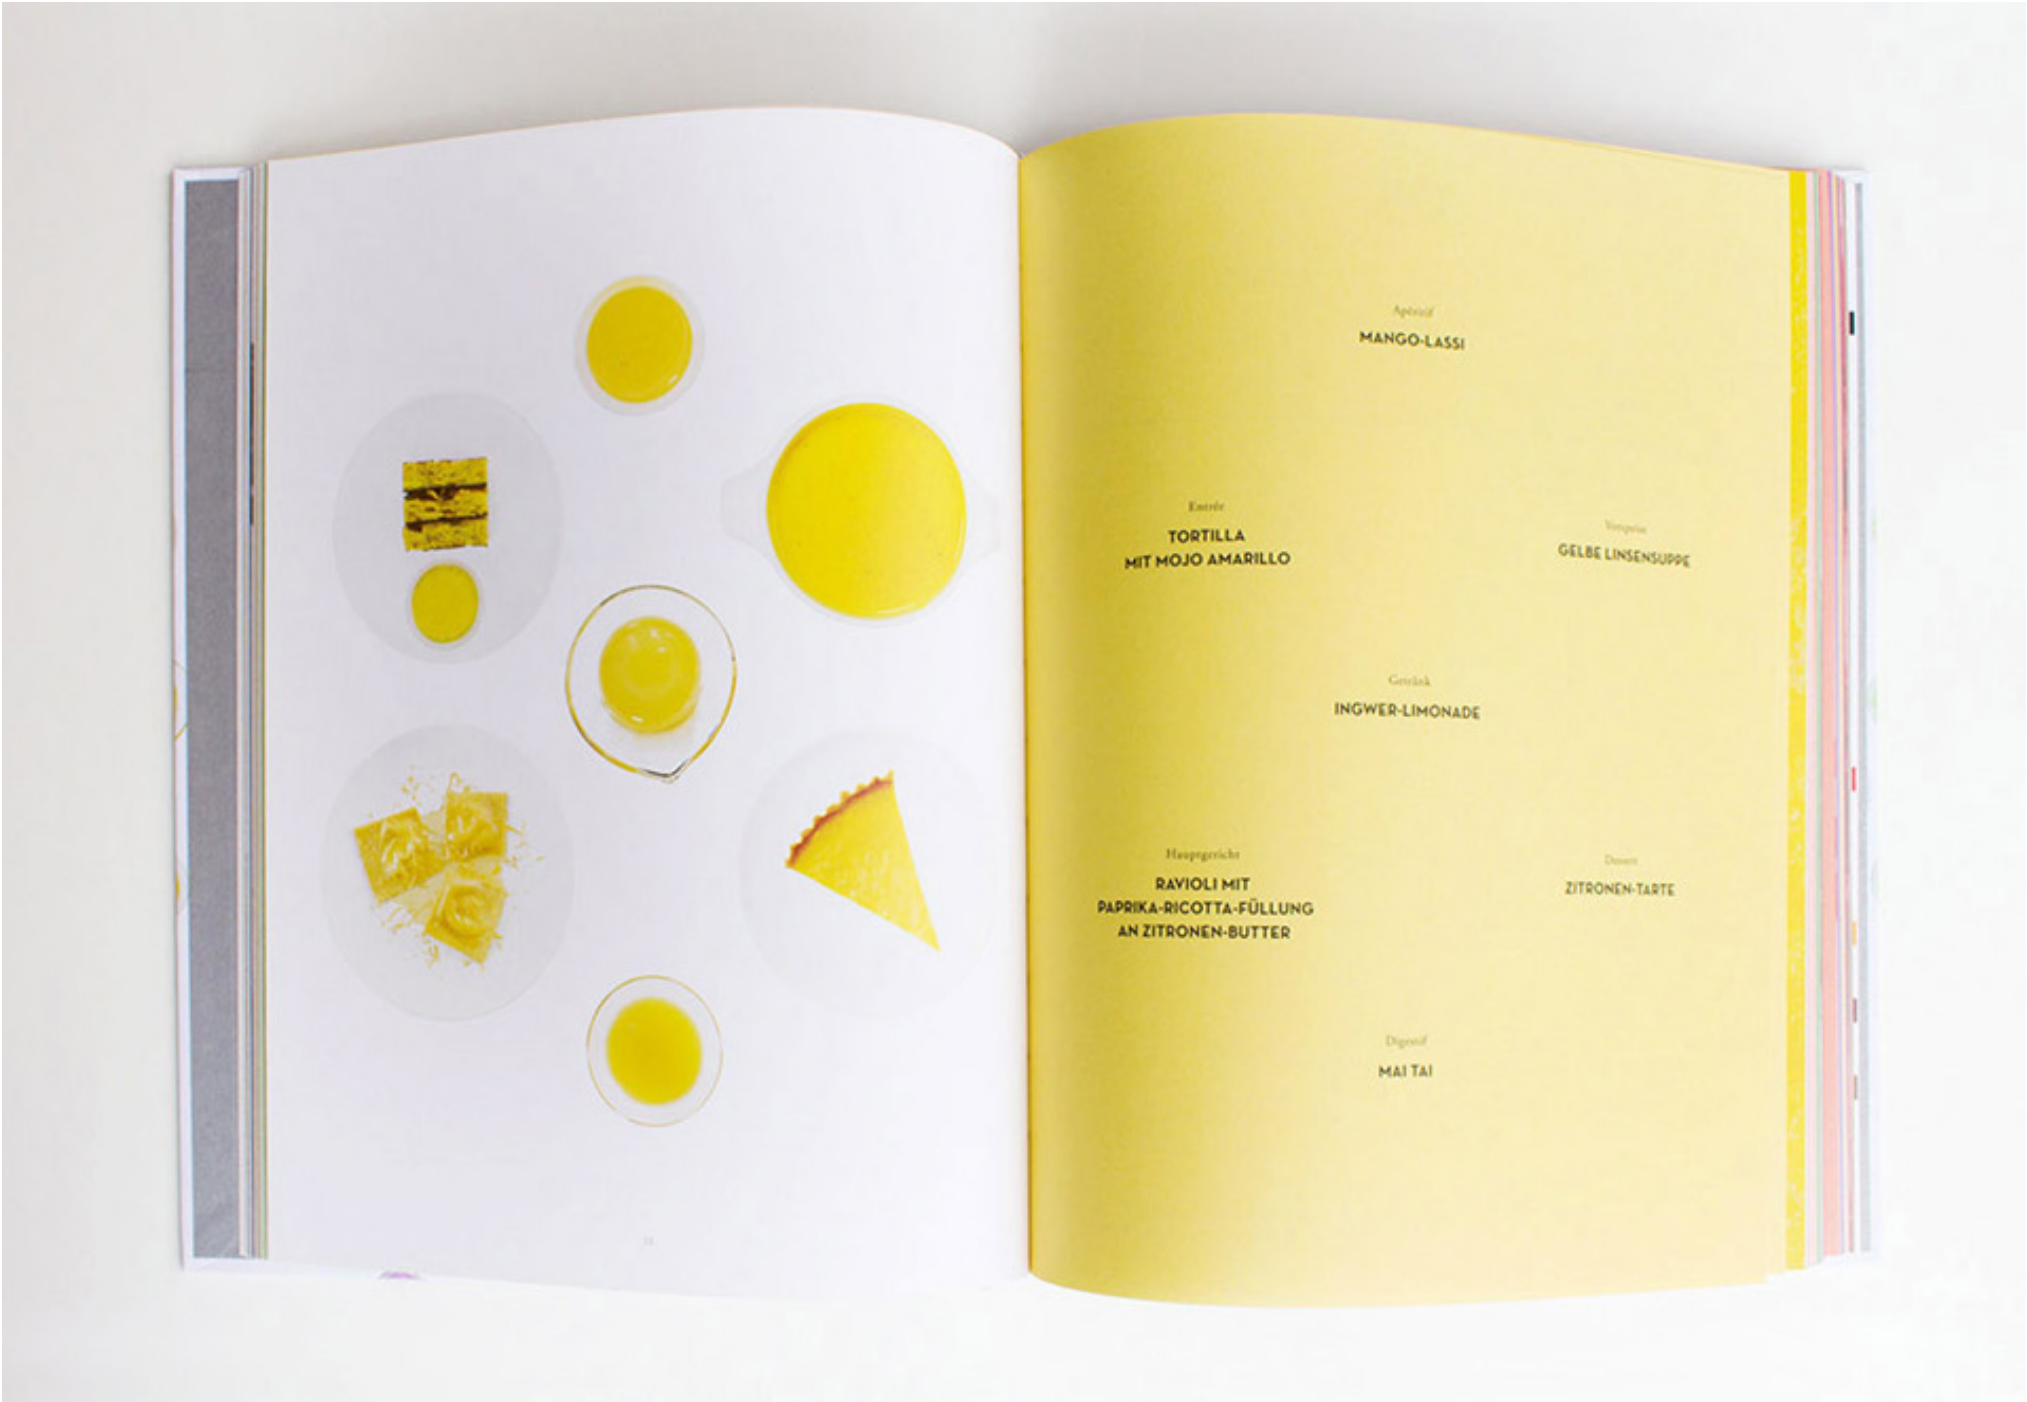 Apéritif
MANGO-LASSI
Entrée
TORTILLA
MIT MOJO AMARILLO
Vorspeise
GELBE LINSENSUPPE
Getränk
INGWER-LIMONADE
Hauptgericht
RAVIOLI MIT
PAPRIKA-RICOTTA-FÜLLUNG
AN ZITRONEN-BUTTER
Dessert
ZITRONEN-TARTE
Digestif
MAI TAI